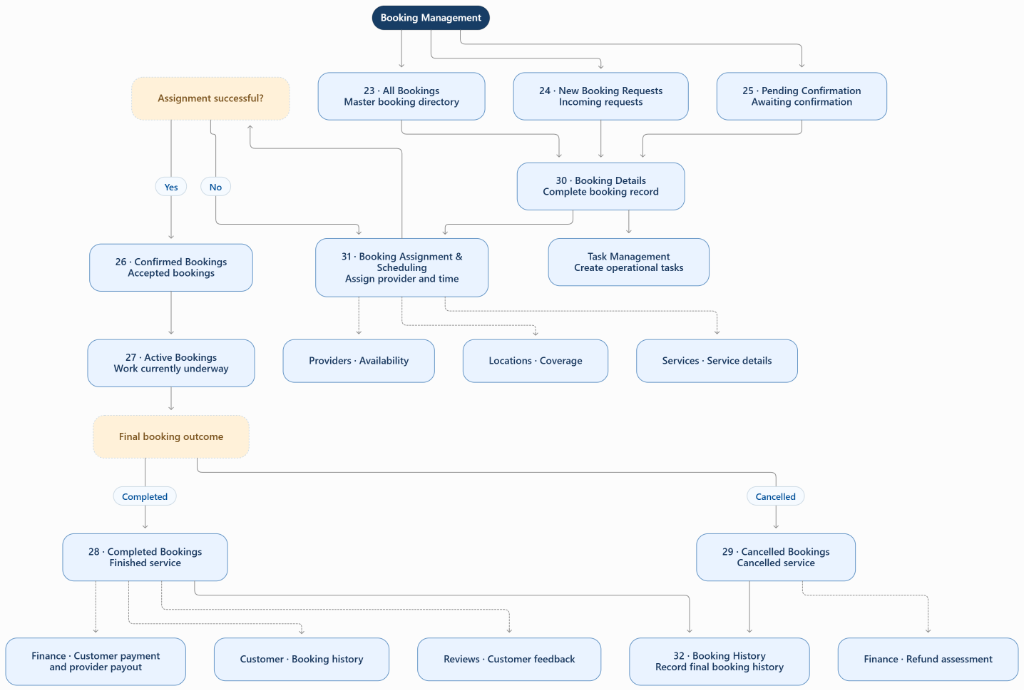 Booking Management
Assignment successful?
23 · All Bookings
Master booking directory
24 · New Booking Requests
Incoming requests
25 · Pending Confirmation
Awaiting confirmation
Yes
No
30 · Booking Details
Complete booking record
26 · Confirmed Bookings
Accepted bookings
31 · Booking Assignment &
Scheduling
Assign provider and time
Task Management
Create operational tasks
27 · Active Bookings
Work currently underway
Providers · Availability
Locations · Coverage
Services · Service details
Final booking outcome
Completed
Cancelled
28 · Completed Bookings
Finished service
29 · Cancelled Bookings
Cancelled service
Finance · Customer payment
and provider payout
Customer · Booking history
Reviews · Customer feedback
32 · Booking History
Record final booking history
Finance · Refund assessment